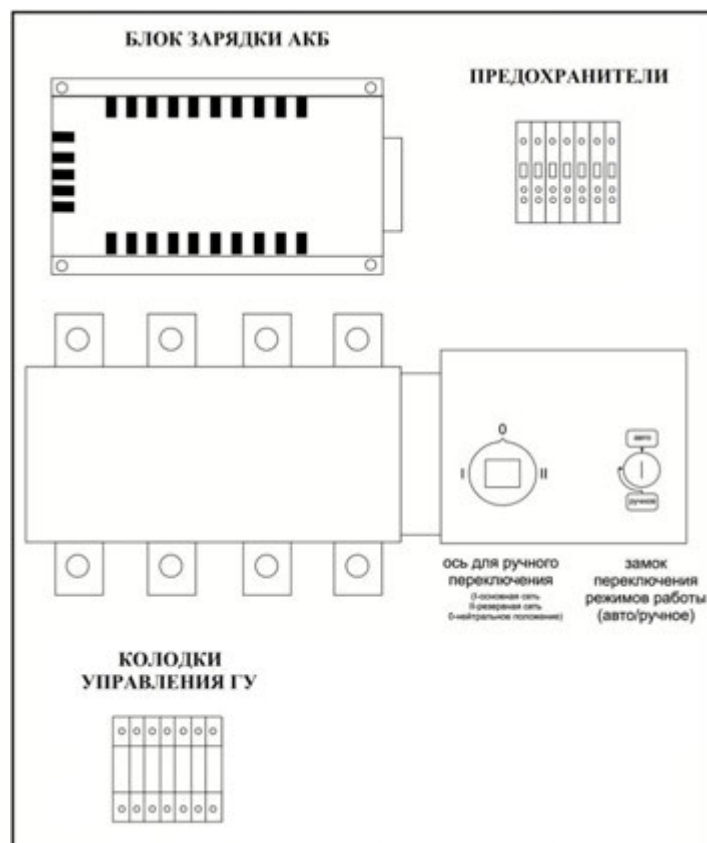 БЛОК ЗАРЯДКИ АКБ
ПРЕДОХРАНИТЕЛИ
0
I
II
авто
ручное
ось для ручного
переключения
(I-основная сеть
II-резервная сеть
0-нейтральное положение)
замок
переключения
режимов работы
(авто/ручное)
КОЛОДКИ
УПРАВЛЕНИЯ ГУ